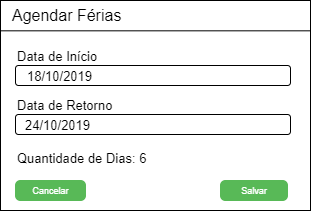 Agendar Férias
Data de Início
18/10/2019
Data de Retorno
24/10/2019
Quantidade de Dias: 6
Cancelar
Salvar